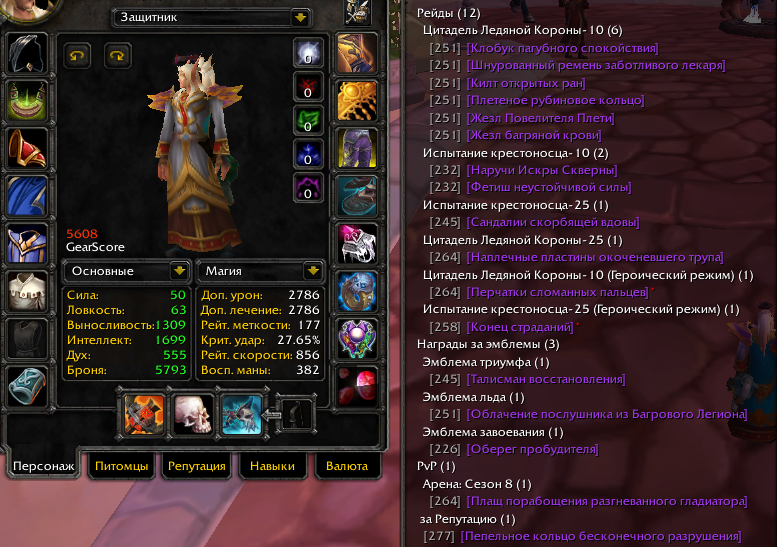 Защитник
0
0
0
0
0
5608
GearScore
Основные
Сила: 50
Ловкость: 63
Выносливость: 1309
Интеллект: 1699
Дух: 555
Броня: 5793
Магия
Доп. урон: 2786
Доп. лечение: 2786
Рейт. меткости: 177
Крит. удар: 27.65%
Рейт. скорости: 856
Восп. маны: 382
Персонаж
Питомцы
Репутация
Навыки
Валюта
Рейды (12)
Цитадель Ледяной Короны-10 (6)
[251] [Клобук пагубного спокойствия]
[251] [Шнурованный ремень заботливого лекаря]
[251] [Килт открытых ран]
[251] [Плетеное рубиновое кольцо]
[251] [Жезл Повелителя Плети]
[251] [Жезл багряной крови]
Испытание крестоносца-10 (2)
[232] [Наручи Искры Скверны]
[232] [Фетиш неустойчивой силы]
Испытание крестоносца-25 (1)
[245] [Сандалии скорбящей вдовы]
Цитадель Ледяной Короны-25 (1)
[264] [Наплечные пластины окоченевшего трупа]
Цитадель Ледяной Короны-10 (Героический режим) (1)
[264] [Перчатки сломанных пальцев]*
Испытание крестоносца-25 (Героический режим) (1)
[258] [Конец страданий]*
Награды за эмблемы (3)
Эмблема триумфа (1)
[245] [Талисман восстановления]
Эмблема льда (1)
[251] [Облачение послушника из Багрового Легиона]
Эмблема завоевания (1)
[226] [Оберег пробудителя]
PvP (1)
Арена: Сезон 8 (1)
[264] [Плащ порабощения разгневанного гладиатора]
за Репутацию (1)
[277] [Пепельное кольцо бесконечного разрушения]